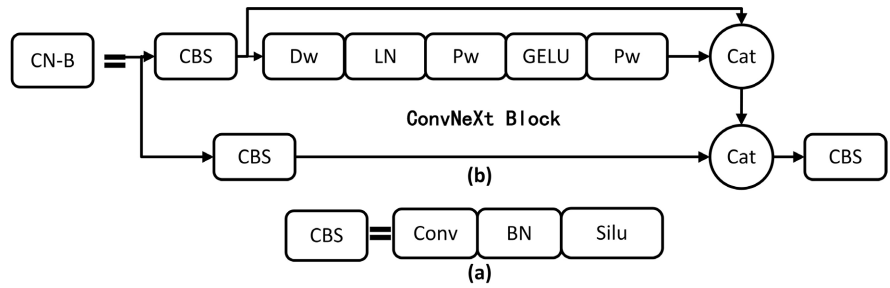 CN-B CBS Dw LN Pw GELU Pw Cat
ConvNeXt Block
CBS Cat CBS
(b)
CBS Conv BN Silu
(a)